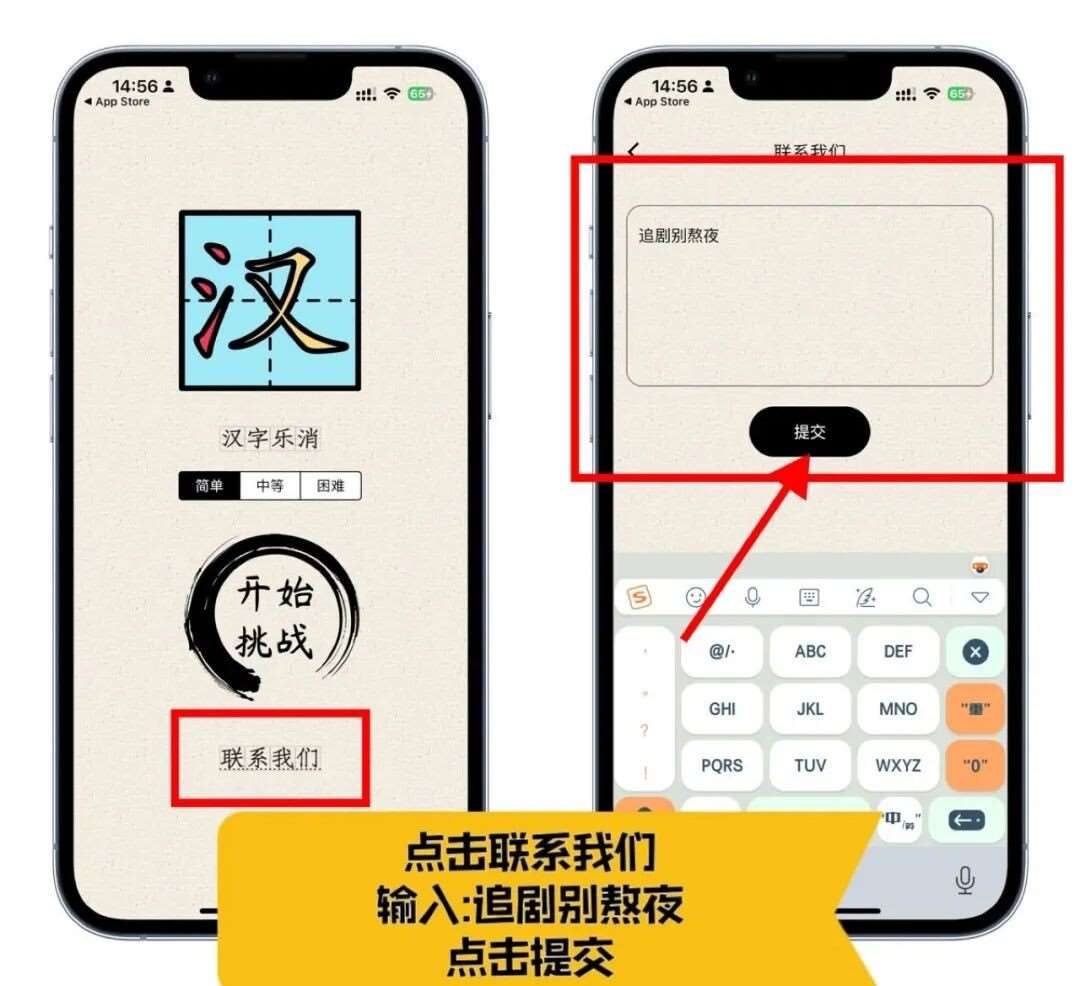 14:56
App Store
65
汉
汉字乐消
简单 中等 困难
开始
挑战
联系我们
14:56
App Store
65
联系我们
追剧别熬夜
提交
@/· ABC DEF
GHI JKL MNO
?
!
PQRS TUV WXYZ
"0"
点击联系我们
输入:追剧别熬夜
点击提交